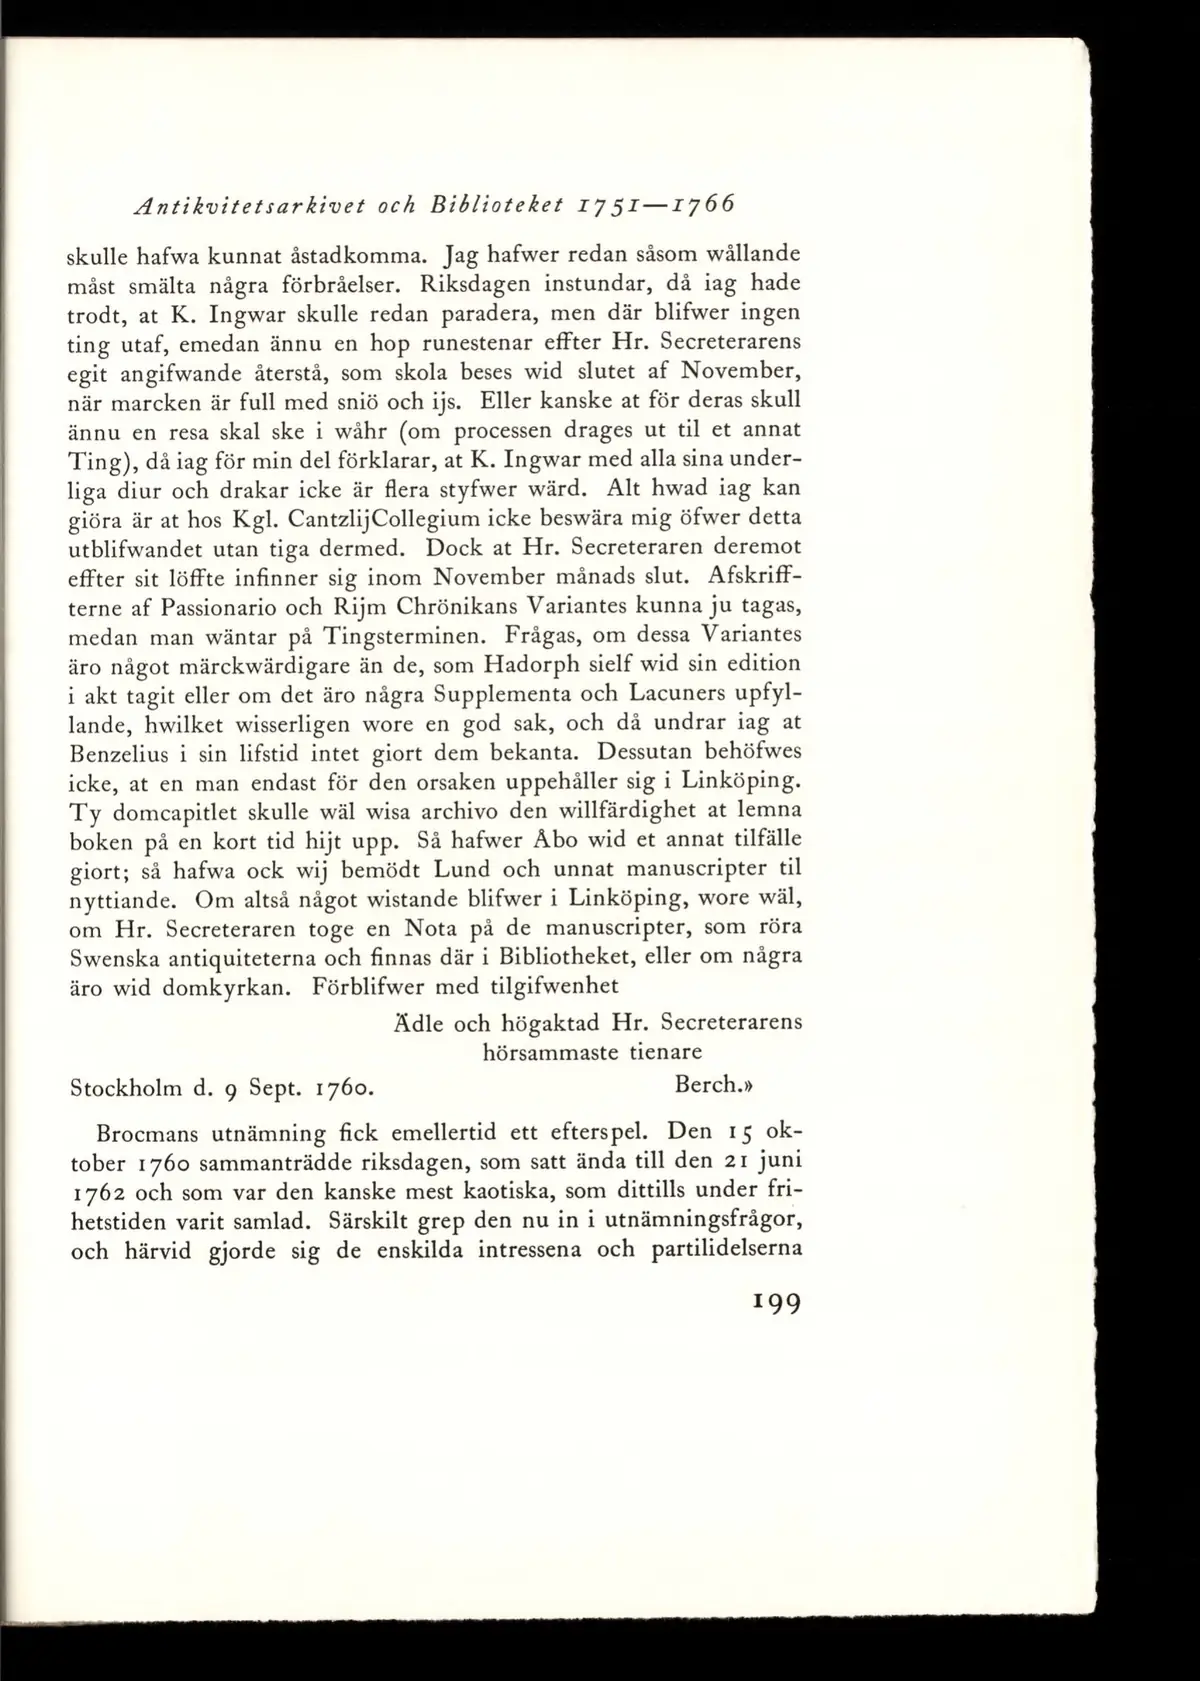 Antikvitetsarkivet och Biblioteket 1751—1766
skulle hafwa kunnat åstadkomma. Jag hafwer redan såsom wållande
måst smälta några förbråelser. Riksdagen instundar, då iag hade
trodt, at K. Ingwar skulle redan paradera, men där blifwer ingen
ting utaf, emedan ännu en hop runestenar effter Hr. Secreterarens
egit angifwande återstå, som skola beses wid slutet af November,
när marcken är full med sniö och ijs. Eller kanske at för deras skull
ännu en resa skal ske i wåhr (om processen drages ut til et annat
Ting), då iag för min del förklarar, at K. Ingwar med alla sina under-
liga diur och drakar icke är flera styfwer wärd. Alt hwad iag kan
giöra är at hos Kgl. CantzlijCollegium icke beswära mig öfwer detta
utblifwandet utan tiga dermed. Dock at Hr. Secreteraren deremot
effter sit löffte infinner sig inom November månads slut. Afskriff-
terne af Passionario och Rijm Chrönikans Variantes kunna ju tagas,
medan man wäntar på Tingsterminen. Frågas, om dessa Variantes
äro något märckwärdigare än de, som Hadorph sielf wid sin edition
i akt tagit eller om det äro några Supplementa och Lacuners upfyl-
lande, hwilket wisserligen wore en god sak, och då undrar iag at
Benzelius i sin lifstid intet giort dem bekanta. Dessutan behöfwes
icke, at en man endast för den orsaken uppehåller sig i Linköping.
Ty domcapitlet skulle wäl wisa archivo den willfärdighet at lemna
boken på en kort tid hijt upp. Så hafwer Åbo wid et annat tilfälle
giort; så hafwa ock wij bemödt Lund och unnat manuscripter til
nyttiande. Om altså något wistande blifwer i Linköping, wore wäl,
om Hr. Secreteraren toge en Nota på de manuscripter, som röra
Swenska antiquiteterna och finnas där i Bibliotheket, eller om några
äro wid domkyrkan. Förblifwer med tilgifwenhet
Ädle och högaktad Hr. Secreterarens
hörsammaste tienare
Stockholm d. 9 Sept. 1760. Berch.»
Brocmans utnämning fick emellertid ett efterspel. Den 15 ok-
tober 1760 sammanträdde riksdagen, som satt ända till den 21 juni
1762 och som var den kanske mest kaotiska, som dittills under fri-
hetstiden varit samlad. Särskilt grep den nu in i utnämningsfrågor,
och härvid gjorde sig de enskilda intressena och partilidelserna
199